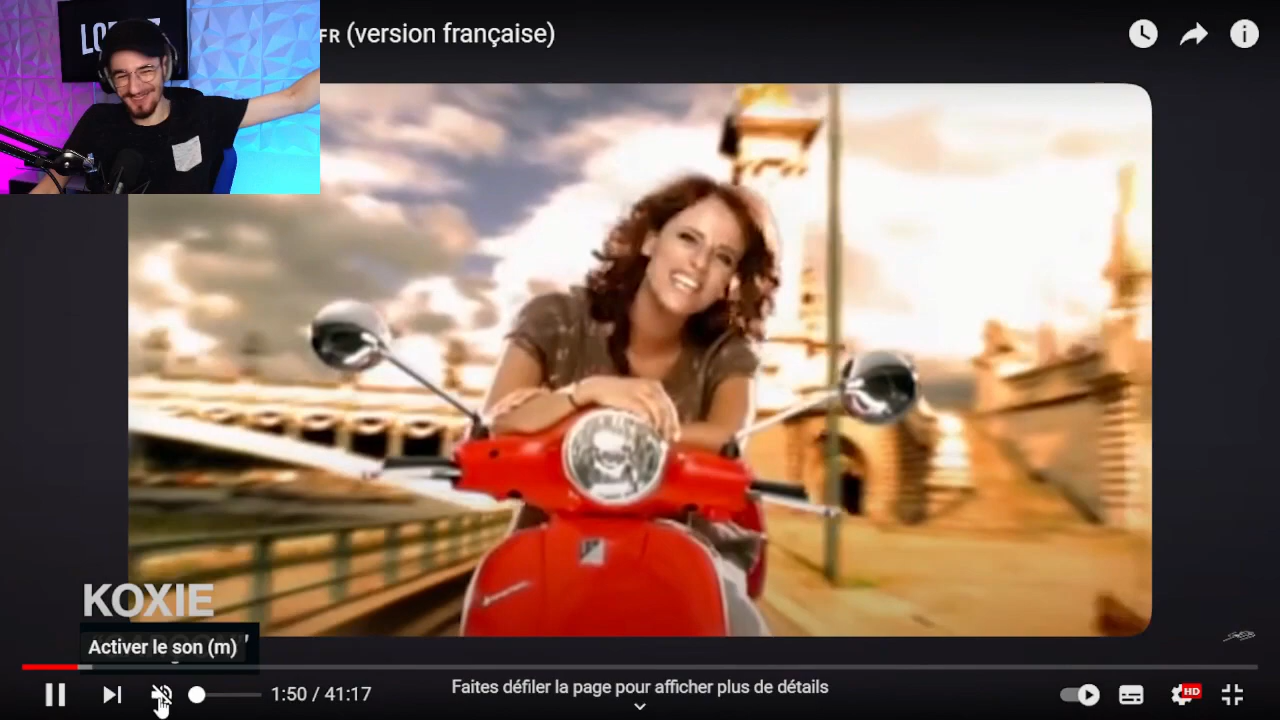 FR (version française)
KOXIE
Activer le son (m)
1:50 / 41:17
Faites défiler la page pour afficher plus de détails
HD